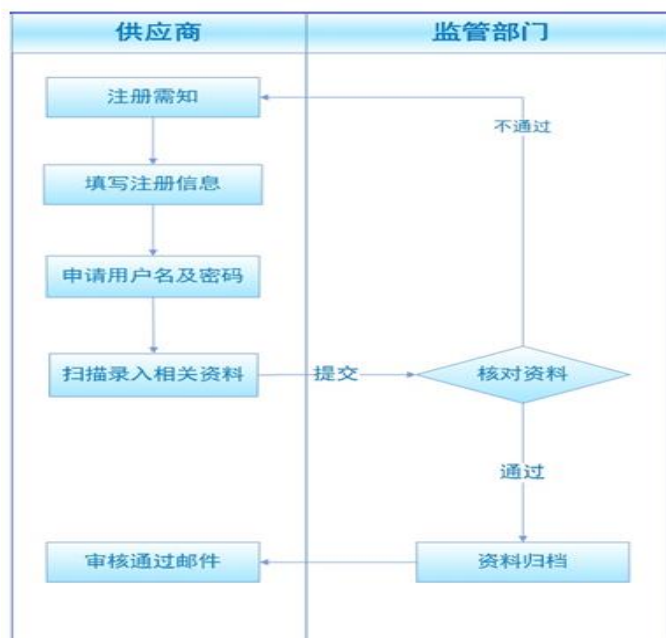 供应商
监管部门
注册需知
不通过
填写注册信息
申请用户名及密码
扫描录入相关资料
提交
核对资料
通过
审核通过邮件
资料归档